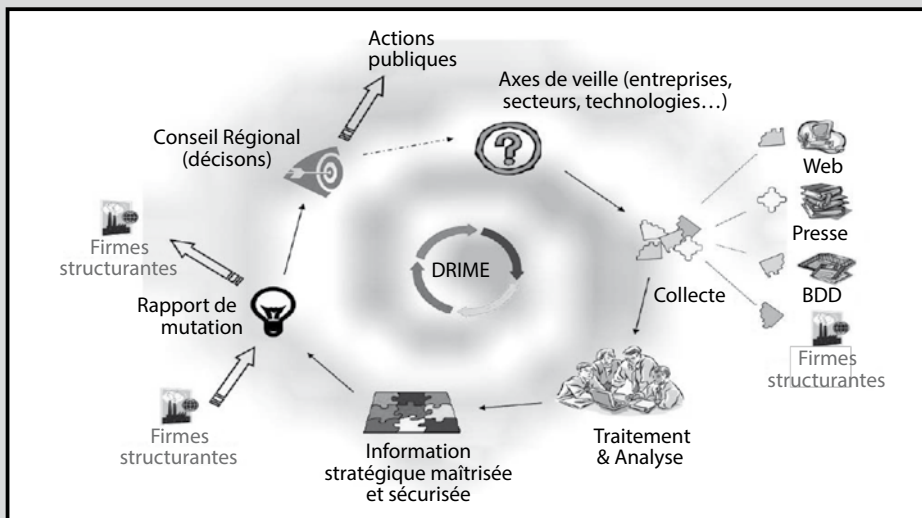 Actions
publiques
Axes de veille (entreprises,
secteurs, technologies…)
Conseil Régional
(décisons)
Web
Presse
BDD
Firmes
structurantes
Collecte
DRIME
Firmes
structurantes
Rapport de
mutation
Firmes
structurantes
Information
stratégique maîtrisée
et sécurisée
Traitement
& Analyse